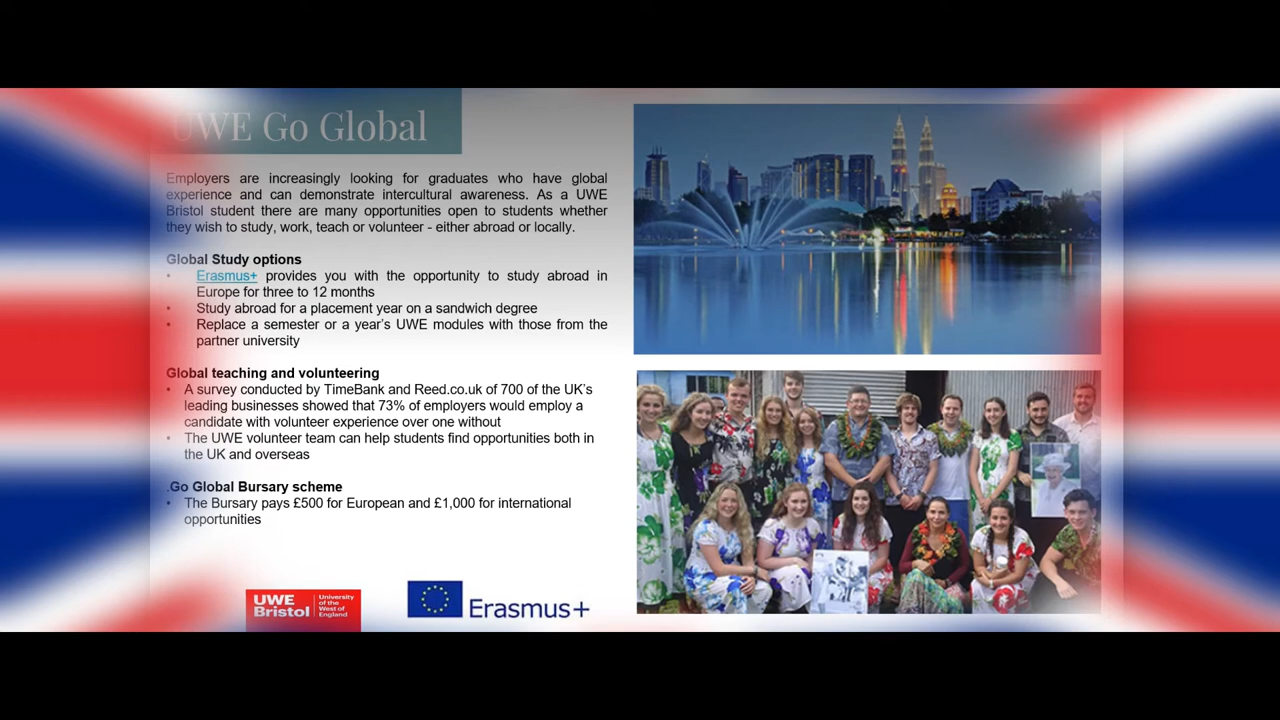 UWE Go Global
Employers are increasingly looking for graduates who have global
experience and can demonstrate intercultural awareness. As a UWE
Bristol student there are many opportunities open to students whether
they wish to study, work, teach or volunteer - either abroad or locally.
Global Study options
• Erasmus+ provides you with the opportunity to study abroad in
Europe for three to 12 months
• Study abroad for a placement year on a sandwich degree
• Replace a semester or a year's UWE modules with those from the
partner university
Global teaching and volunteering
• A survey conducted by TimeBank and Reed.co.uk of 700 of the UK's
leading businesses showed that 73% of employers would employ a
candidate with volunteer experience over one without
• The UWE volunteer team can help students find opportunities both in
the UK and overseas
.Go Global Bursary scheme
• The Bursary pays £500 for European and £1,000 for international
opportunities
UWE
Bristol
University
of the
West of
England
Erasmus+